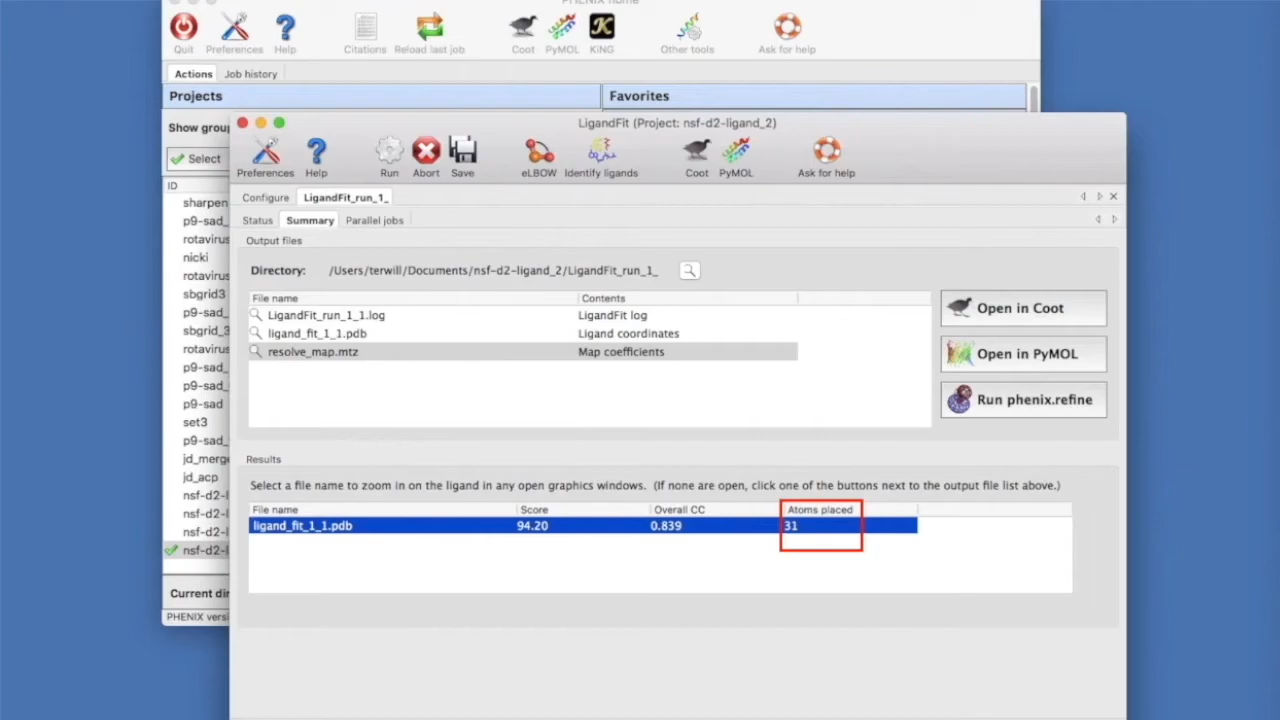 PHENIX home
Quit Preferences Help Citations Reload last job Coot PyMOL KiNG Other tools Ask for help
Actions Job history
Projects Favorites
Show group
Select
ID
sharpen
p9-sad_
rotavirus
nicki
rotavirus
sbgrid3
p9-sad_
sbgrid_3
rotavirus
p9-sad_
p9-sad_
p9-sad
set3
p9-sad_
jd_merge
jd_acp
nsf-d2-l
nsf-d2-l
nsf-d2-l
nsf-d2-l
Current dir
PHENIX versi
LigandFit (Project: nsf-d2-ligand_2)
Preferences Help Run Abort Save eLBOW Identify ligands Coot PyMOL Ask for help
Configure LigandFit_run_1_
Status Summary Parallel jobs
Output files
Directory: /Users/terwill/Documents/nsf-d2-ligand_2/LigandFit_run_1_
File name Contents
LigandFit_run_1_1.log LigandFit log
ligand_fit_1_1.pdb Ligand coordinates
resolve_map.mtz Map coefficients
Open in Coot
Open in PyMOL
Run phenix.refine
Results
Select a file name to zoom in on the ligand in any open graphics windows. (If none are open, click one of the buttons next to the output file list above.)
File name Score Overall CC Atoms placed
ligand_fit_1_1.pdb 94.20 0.839 31